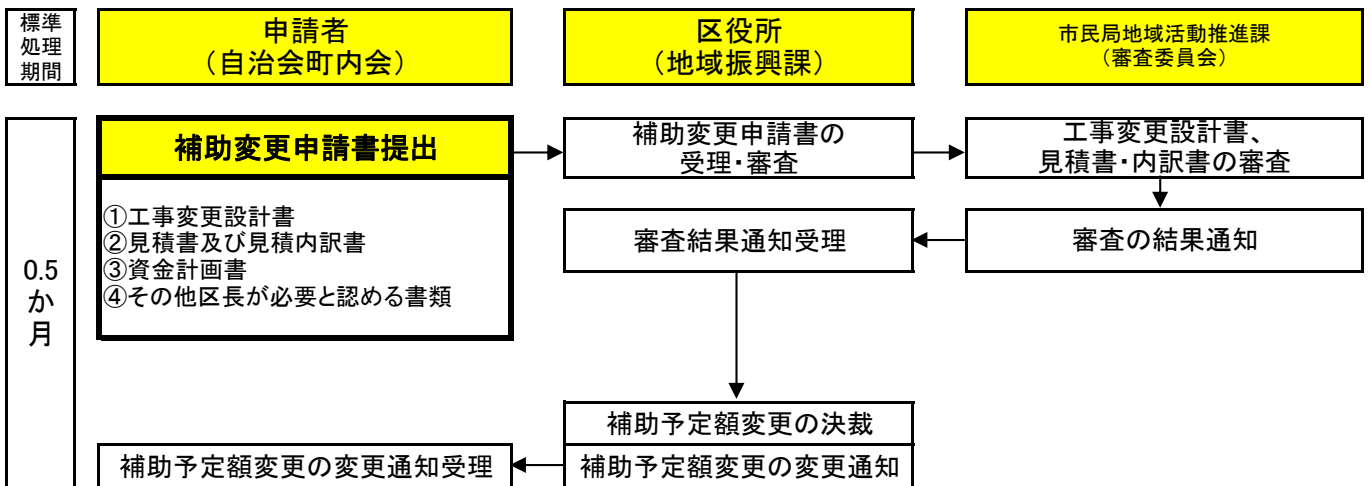 標準
処理
期間
申請者
（自治会町内会）
区役所
（地域振興課）
市民局地域活動推進課
（審査委員会）
0.5
か
月
補助変更申請書提出
①工事変更設計書
②見積書及び見積内訳書
③資金計画書
④その他区長が必要と認める書類
補助変更申請書の
受理・審査
工事変更設計書、
見積書・内訳書の審査
審査結果通知受理
審査の結果通知
補助予定額変更の決裁
補助予定額変更の変更通知受理
補助予定額変更の変更通知